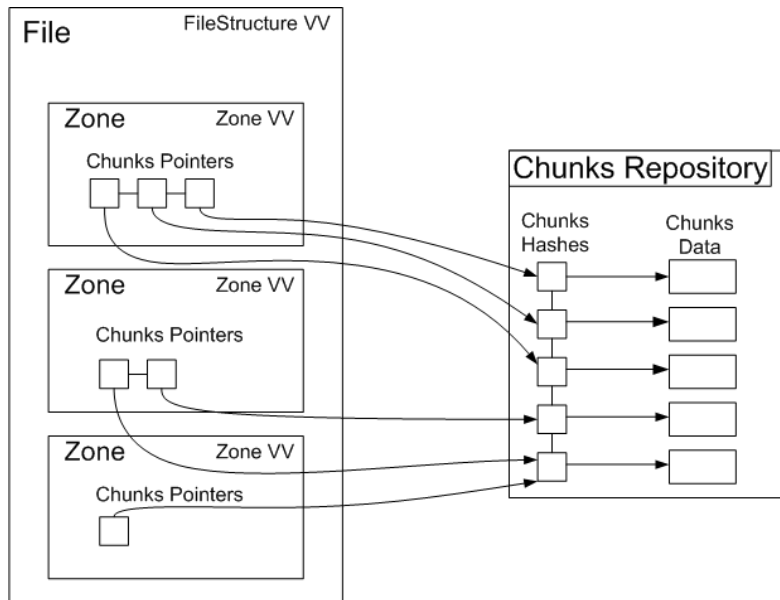 File
FileStructure VV
Zone
Zone VV
Chunks Pointers
Zone
Zone VV
Chunks Pointers
Zone
Zone VV
Chunks Pointers
Chunks Repository
Chunks
Hashes
Chunks
Data